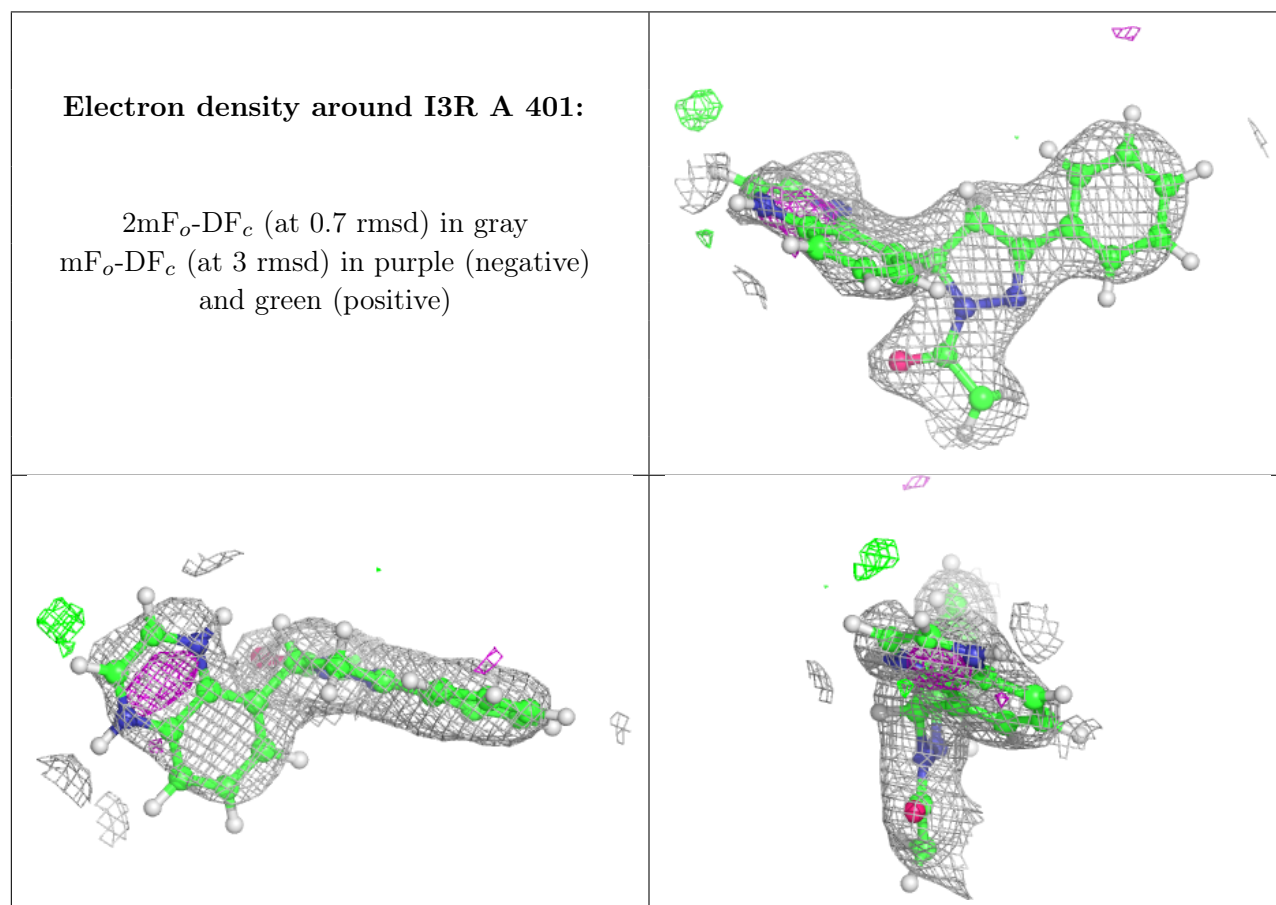 Electron density around I3R A 401:
2mFo-DFc (at 0.7 rmsd) in gray
mFo-DFc (at 3 rmsd) in purple (negative)
and green (positive)